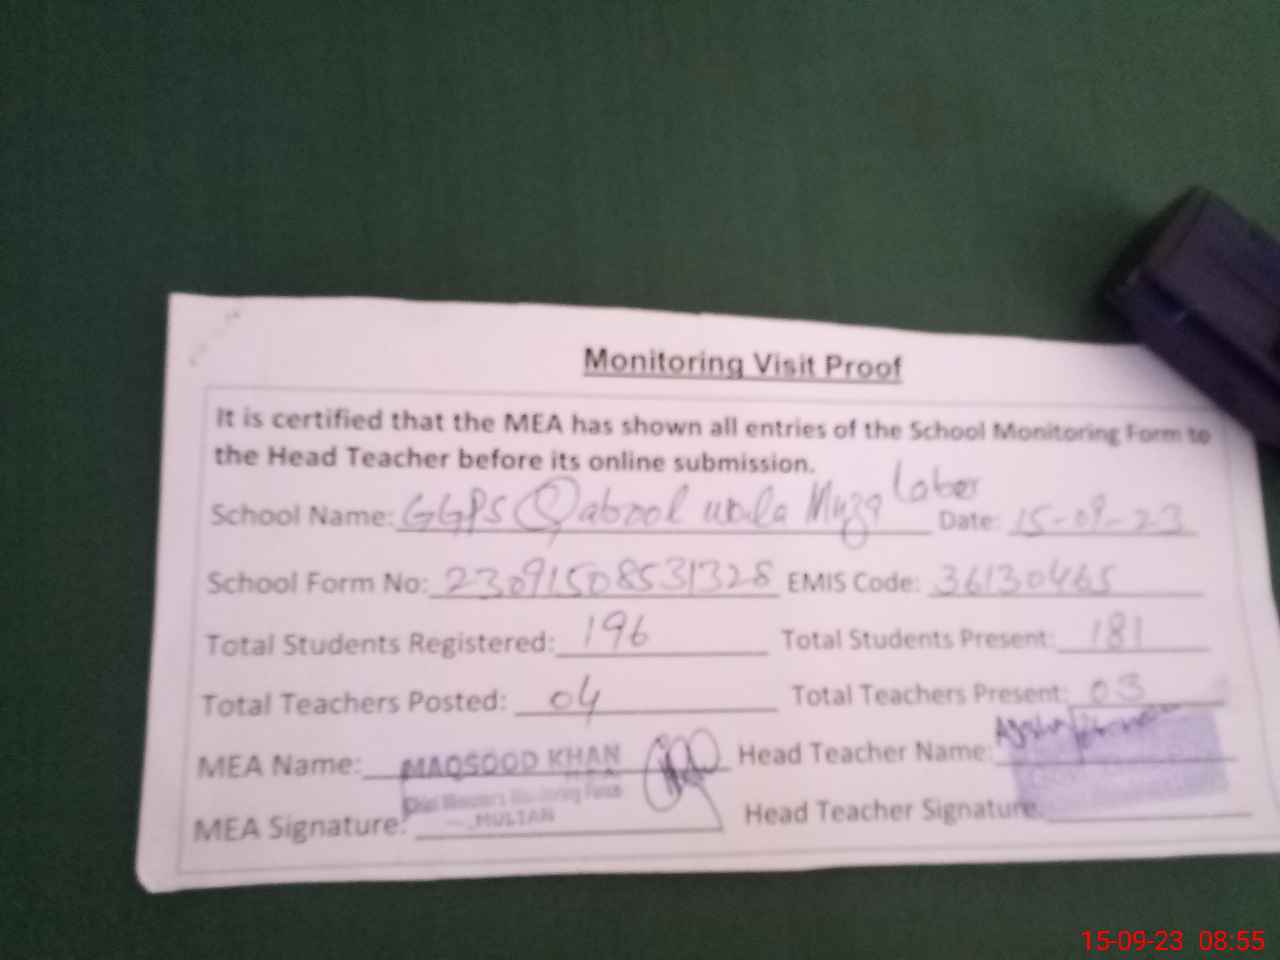 Monitoring Visit Proof
It is certified that the MEA has shown all entries of the School Monitoring Form to
the Head Teacher before its online submission.
School Name: GGPS Qabool wala Muza Laber Date: 15-09-23
School Form No: 23091508531328 EMIS Code: 36130465
Total Students Registered: 196 Total Students Present: 181
Total Teachers Posted: 04 Total Teachers Present: 03
MEA Name: MAQSOOD KHAN Head Teacher Name:
Monitoring Force
MULTAN
MEA Signature: Head Teacher Signature:
15-09-23 08:55